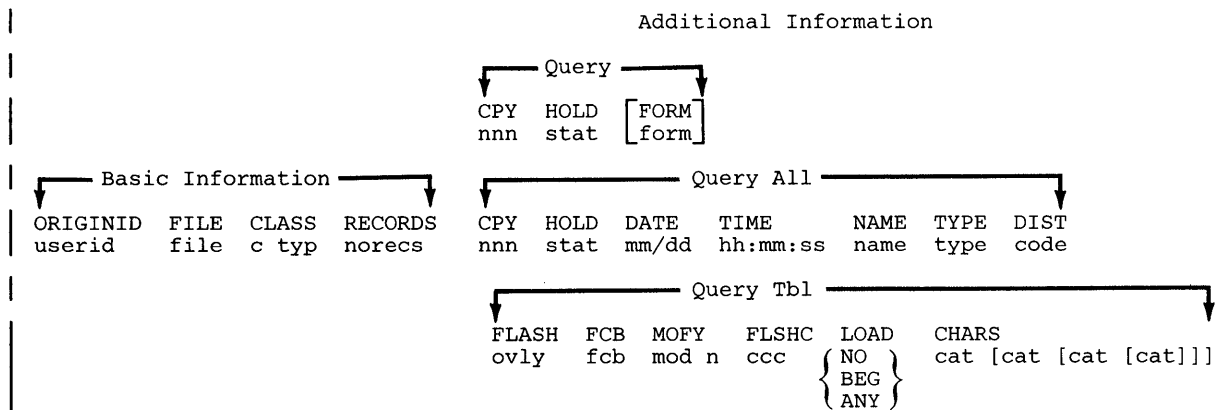 Additional Information
Query
CPY HOLD [FORM]
nnn stat [form]
Basic Information
Query All
ORIGINID FILE CLASS RECORDS CPY HOLD DATE TIME NAME TYPE DIST
userid file c typ norecs nnn stat mm/dd hh:mm:ss name type code
Query Tbl
FLASH FCB MOFY FLSHC LOAD CHARS
ovly fcb mod n ccc { NO } cat [cat [cat [cat]]]
BEG
ANY